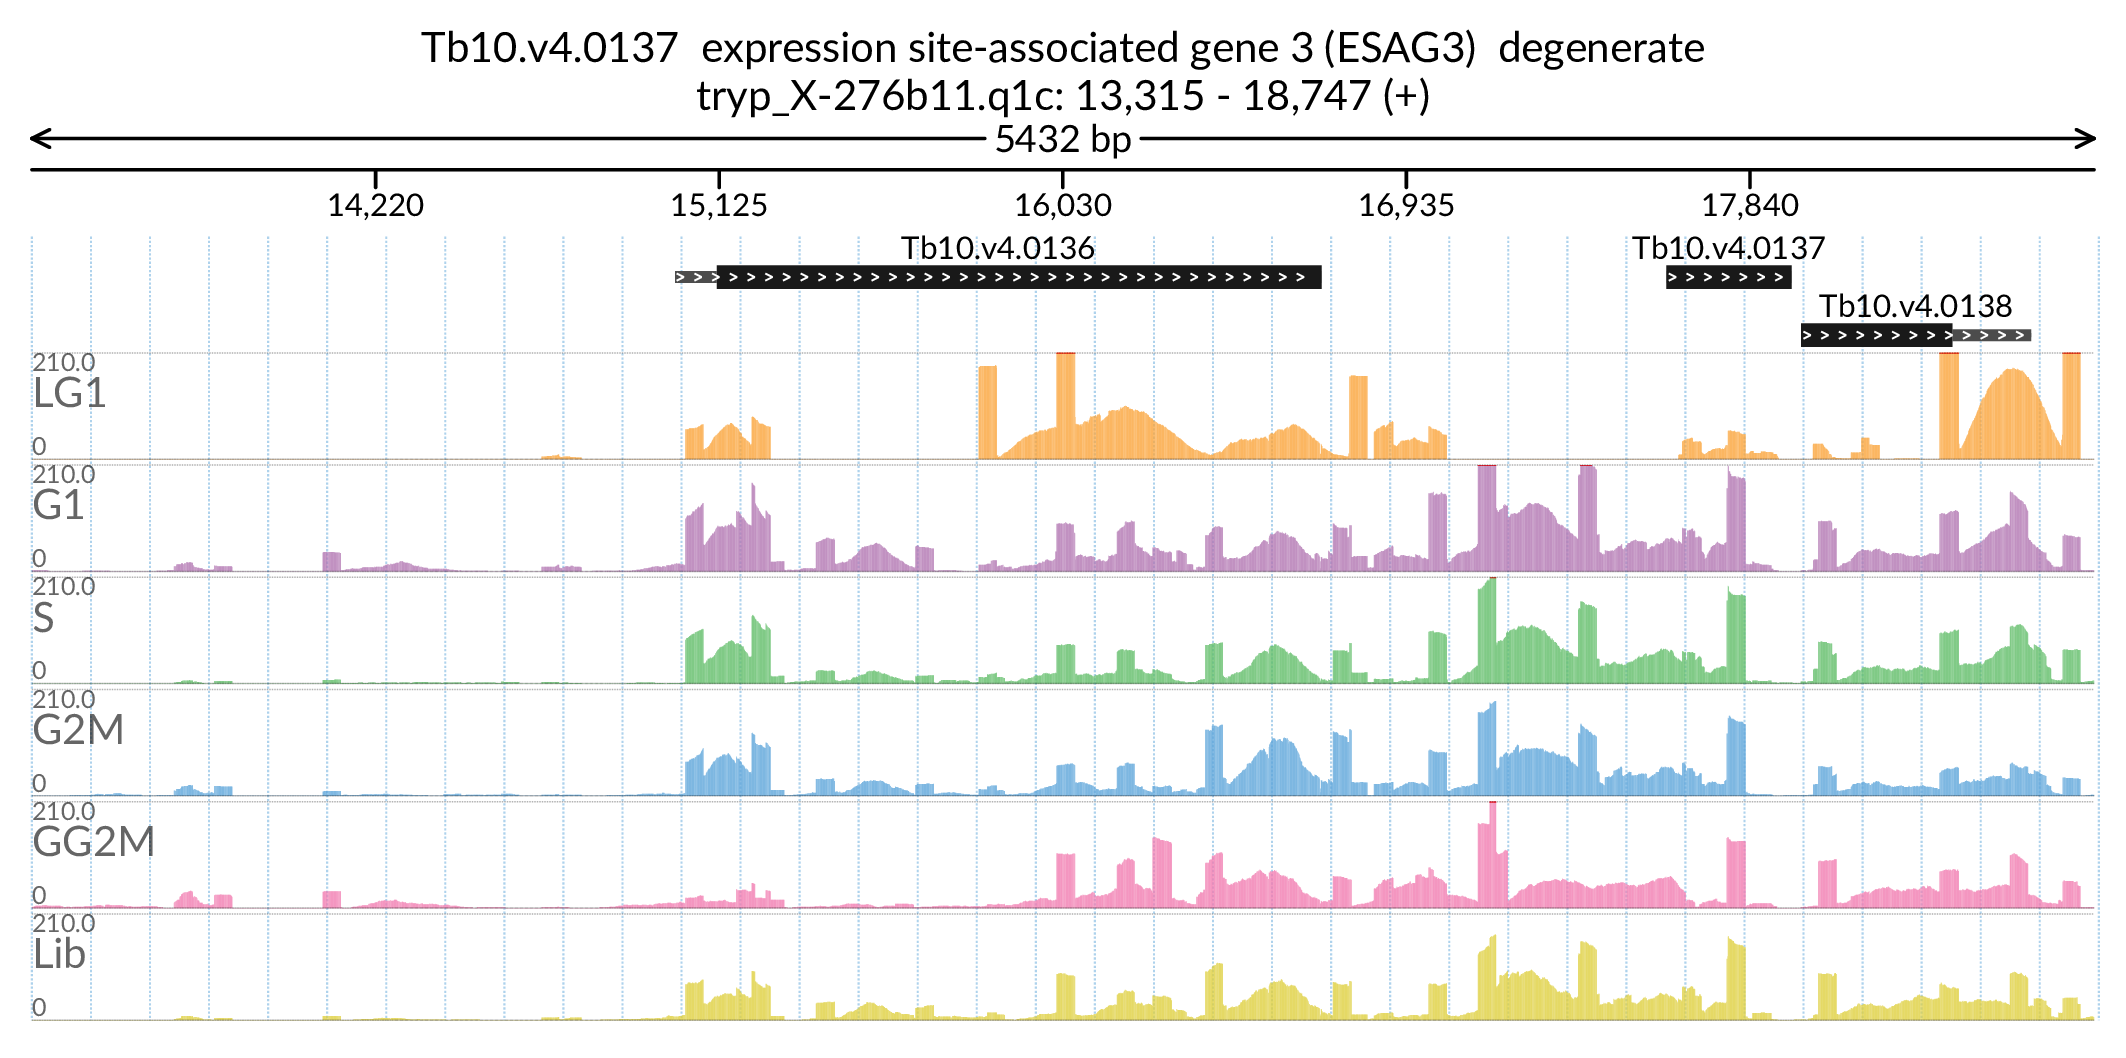 Tb10.v4.0137  expression site-associated gene 3 (ESAG3)  degenerate
tryp_X-276b11.q1c: 13,315 - 18,747 (+)
5432 bp
14,220 15,125 16,030 16,935 17,840
Tb10.v4.0136 Tb10.v4.0137
Tb10.v4.0138
210.0
LG1
0
210.0
G1
0
210.0
S
0
210.0
G2M
0
210.0
GG2M
0
210.0
Lib
0